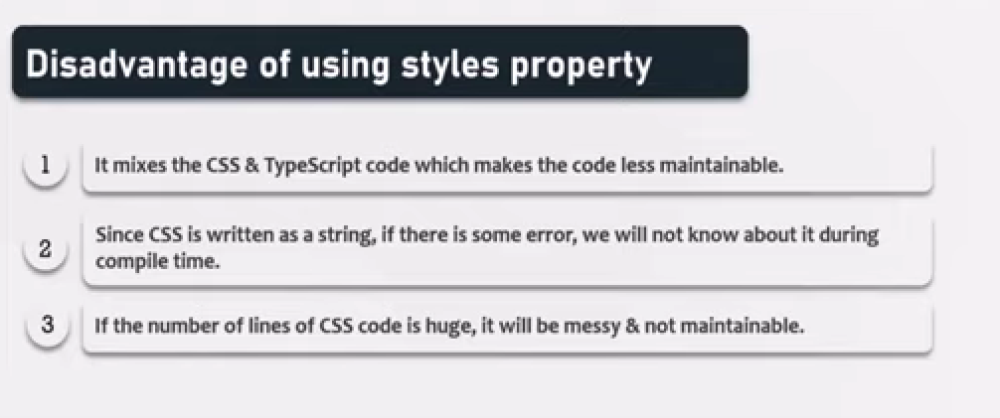 Disadvantage of using styles property
1
It mixes the CSS & TypeScript code which makes the code less maintainable.
2
Since CSS is written as a string, if there is some error, we will not know about it during
compile time.
3
If the number of lines of CSS code is huge, it will be messy & not maintainable.